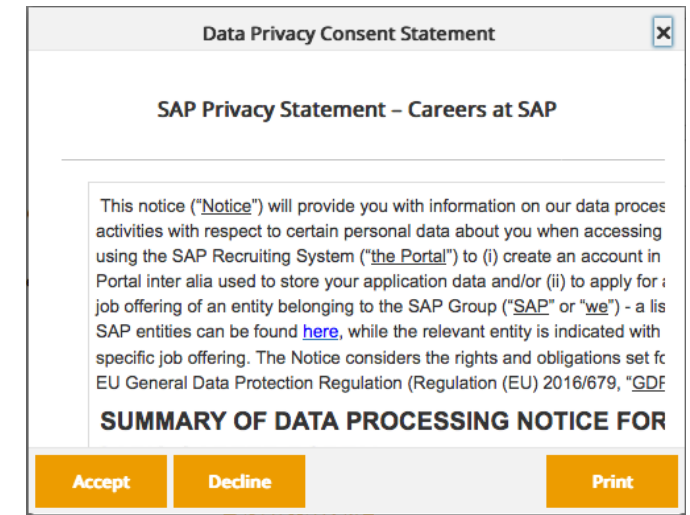 Data Privacy Consent Statement
SAP Privacy Statement – Careers at SAP
This notice (“Notice”) will provide you with information on our data proces
activities with respect to certain personal data about you when accessing
using the SAP Recruiting System (“the Portal”) to (i) create an account in
Portal inter alia used to store your application data and/or (ii) to apply for
job offering of an entity belonging to the SAP Group (“SAP” or “we”) - a lis
SAP entities can be found here, while the relevant entity is indicated with
specific job offering. The Notice considers the rights and obligations set fo
EU General Data Protection Regulation (Regulation (EU) 2016/679, “GDP
SUMMARY OF DATA PROCESSING NOTICE FOR
Accept Decline Print